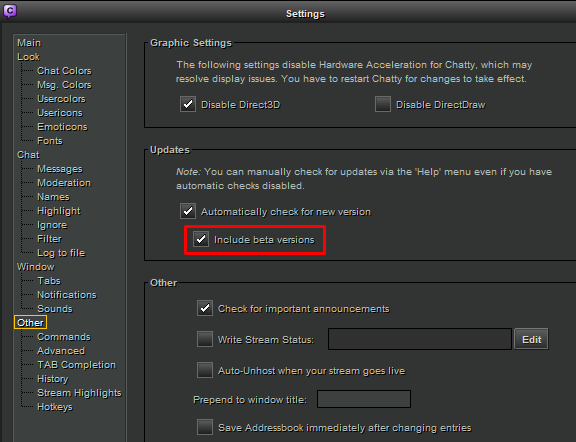 Settings
Main
Look
Chat Colors
Msg. Colors
Usercolors
Usericons
Emoticons
Fonts
Chat
Messages
Moderation
Names
Highlight
Ignore
Filter
Log to file
Window
Tabs
Notifications
Sounds
Other
Commands
Advanced
TAB Completion
History
Stream Highlights
Hotkeys
Graphic Settings
The following settings disable Hardware Acceleration for Chatty, which may
resolve display issues. You have to restart Chatty for changes to take effect.
Disable Direct3D
Disable DirectDraw
Updates
Note: You can manually check for updates via the 'Help' menu even if you have
automatic checks disabled.
Automatically check for new version
Include beta versions
Other
Check for important announcements
Write Stream Status:
Edit
Auto-Unhost when your stream goes live
Prepend to window title:
Save Addressbook immediately after changing entries